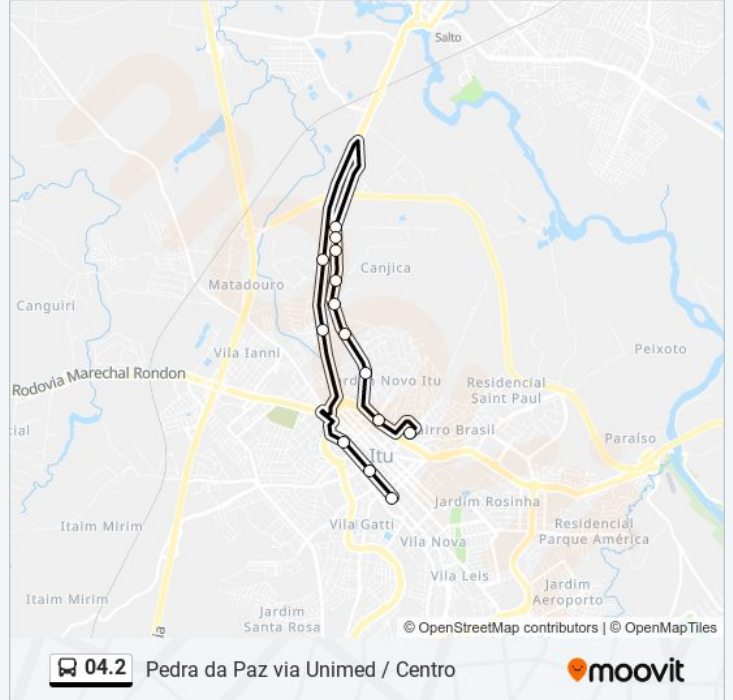 Salto
Canjica
Matadouro
Canguiri
Vila Ianni
Peixoto
Rodovia Marechal Rondon
Novo Itu
Residencial
Saint Paul
irro Brasil
Paraíso
Itu
Jardim Rosinha
Vila Gatti
Residencial
Parque América
Itaim Mirim
Vila Nova
Vila Leis
Jardim
Aeroporto
Itaim Mirim
Jardim
Santa Rosa
© OpenStreetMap contributors | © OpenMapTiles
04.2 Pedra da Paz via Unimed / Centro
moovit